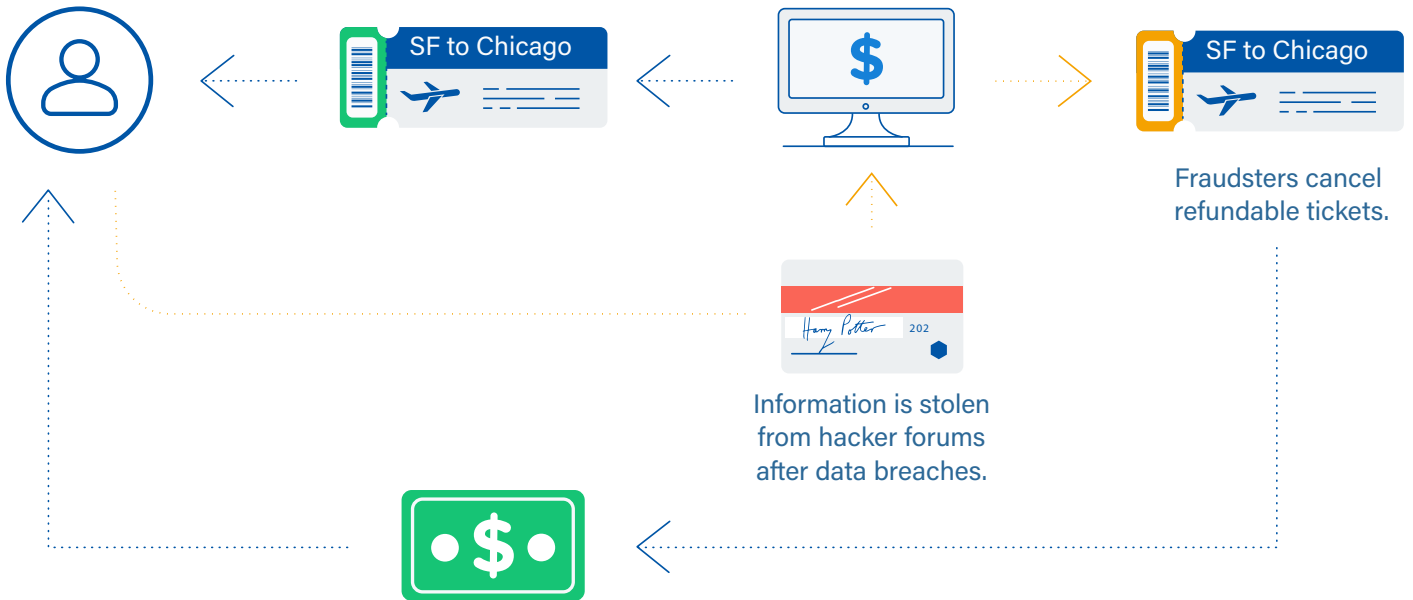 SF to Chicago
SF to Chicago
Fraudsters cancel
refundable tickets.
Harry Potter
202
Information is stolen
from hacker forums
after data breaches.